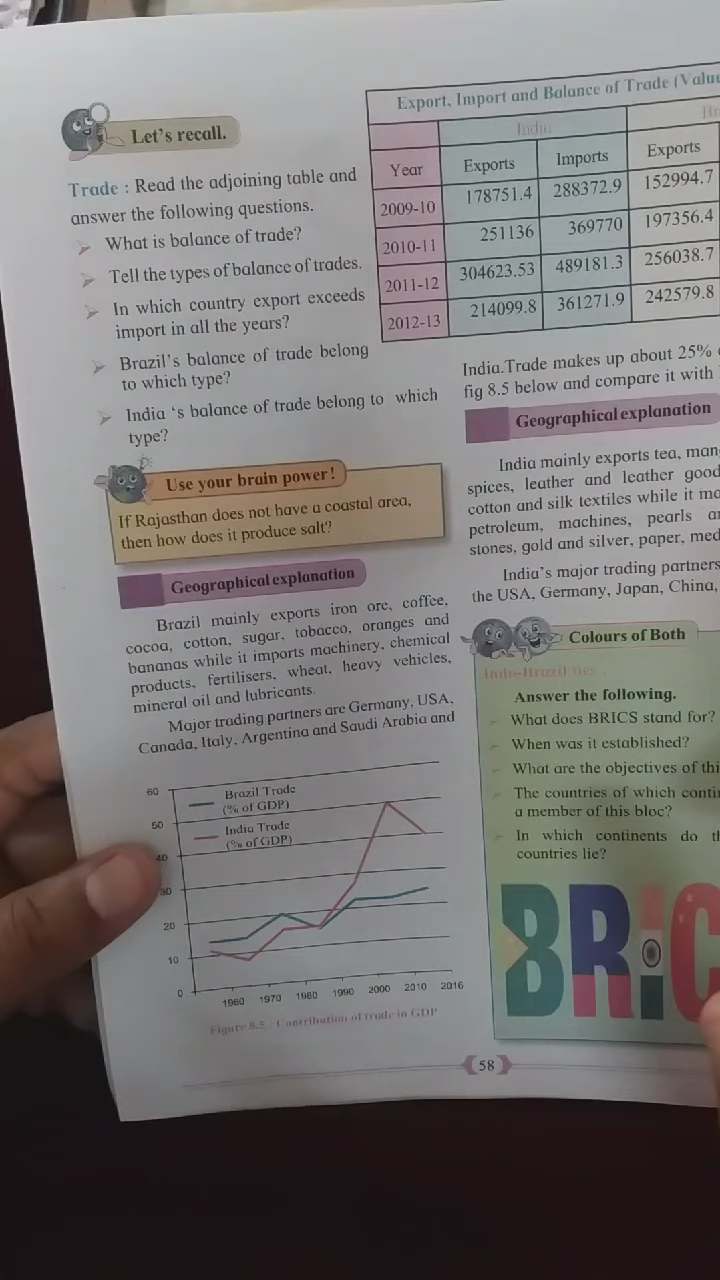 Let's recall.
Trade : Read the adjoining table and
answer the following questions.
What is balance of trade?
Tell the types of balance of trades.
In which country export exceeds
import in all the years?
Brazil's balance of trade belong
to which type?
India 's balance of trade belong to which
type?
Export, Import and Balance of Trade (Valu
India
Year Exports Imports Exports
2009-10 178751.4 288372.9 152994.7
2010-11 251136 369770 197356.4
2011-12 304623.53 489181.3 256038.7
2012-13 214099.8 361271.9 242579.8
Use your brain power!
If Rajasthan does not have a coastal area,
then how does it produce salt?
Geographical explanation
Brazil mainly exports iron ore, coffee,
cocoa, cotton, sugar, tobacco, oranges and
bananas while it imports machinery, chemical
products, fertilisers, wheat, heavy vehicles,
mineral oil and lubricants.
Major trading partners are Germany, USA,
Canada, Italy, Argentina and Saudi Arabia and
60
50
40
30
20
10
0
Brazil Trade
(% of GDP)
India Trade
(% of GDP)
1960 1970 1980 1990 2000 2010 2016
Figure 8.5 : Contribution of trade in GDP
India.Trade makes up about 25%
fig 8.5 below and compare it with
Geographical explanation
India mainly exports tea, man
spices, leather and leather good
cotton and silk textiles while it
petroleum, machines, pearls
stones, gold and silver, paper, med
India's major trading partners
the USA, Germany, Japan, China,
Colours of Both
Indo-Brazil ties
Answer the following.
What does BRICS stand for?
When was it established?
What are the objectives of thi
The countries of which conti
a member of this bloc?
In which continents do
countries lie?
BRIC
58